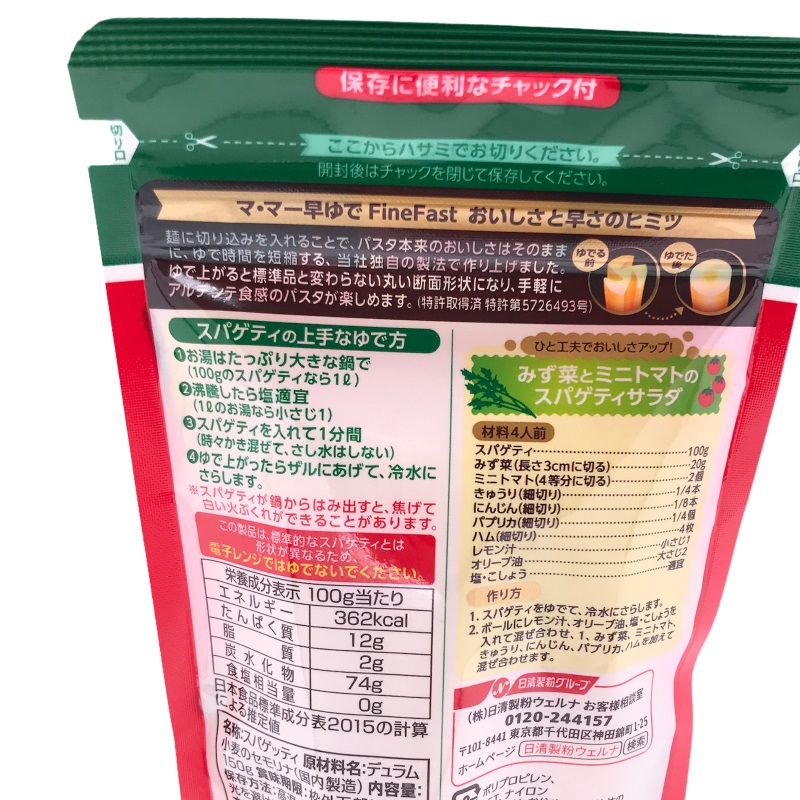 保存に便利なチャック付
切り口
ここからハサミでお切りください。
切り口
開封後はチャックを閉じて保存してください。
マ・マー早ゆで FineFast おいしさと早さのヒミツ
麺に切り込みを入れることで、パスタ本来のおいしさはそのまま
に、ゆで時間を短縮する、当社独自の製法で作り上げました。
ゆで上がると標準品と変わらない丸い断面形状になり、手軽に
アルデンテ食感のパスタが楽しめます。(特許取得済 特許第5726493号)
ゆでる前
ゆでた後
スパゲティの上手なゆで方
❶お湯はたっぷり大きな鍋で
(100gのスパゲティなら1ℓ)
❷沸騰したら塩適宜
(1ℓのお湯なら小さじ1)
❸スパゲティを入れて1分間
(時々かき混ぜて、さし水はしない)
❹ゆで上がったらザルにあげて、冷水に
さらします。
※スパゲティが鍋からはみ出すと、焦げて
白い火ぶくれができることがあります。
この製品は、標準的なスパゲティとは
形状が異なるため、
電子レンジではゆでないでください。
栄養成分表示 100g当たり
エネルギー 362kcal
たんぱく質 12g
脂質 2g
炭水化物 74g
食塩相当量 0g
日本食品標準成分表2015の計算
による推定値
名称:スパゲッティ 原材料名:デュラム
小麦のセモリナ(国内製造) 内容量:
150g 賞味期限:枠外下部
保存方法:高温
ひと工夫でおいしさアップ!
みず菜とミニトマトの
スパゲティサラダ
材料4人前
スパゲティ……100g
みず菜(長さ3cmに切る)……20g
ミニトマト(4等分に切る)……2個
きゅうり(細切り)……1/4本
にんじん(細切り)……1/8本
パプリカ(細切り)……1/4個
ハム(細切り)……4枚
レモン汁……小さじ1
オリーブ油……大さじ2
塩・こしょう……適宜
作り方
1. スパゲティをゆでて、冷水にさらします。
2. ボールにレモン汁、オリーブ油、塩・こしょうを
入れて混ぜ合わせ、1、みず菜、ミニトマト、
きゅうり、にんじん、パプリカ、ハムを加えて
混ぜ合わせます。
日清製粉グループ
(株)日清製粉ウェルナ お客様相談室
0120-244157
〒101-8441 東京都千代田区神田錦町1-25
ホームページ 日清製粉ウェルナ 検索
ポリプロピレン、
ナイロン